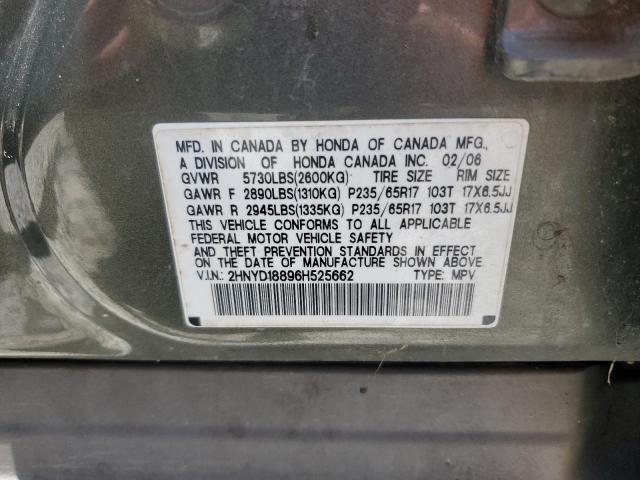 MFD. IN CANADA BY HONDA OF CANADA MFG.,
A DIVISION OF HONDA CANADA INC. 02/06
GVWR 5730LBS(2600KG) TIRE SIZE RIM SIZE
GAWR F 2890LBS(1310KG) P235/65R17 103T 17X6.5JJ
GAWR R 2945LBS(1335KG) P235/65R17 103T 17X6.5JJ
THIS VEHICLE CONFORMS TO ALL APPLICABLE
FEDERAL MOTOR VEHICLE SAFETY
AND THEFT PREVENTION STANDARDS IN EFFECT
ON THE DATE OF MANUFACTURE SHOWN ABOVE.
V.I.N.: 2HNYD18896H525662 TYPE: MPV